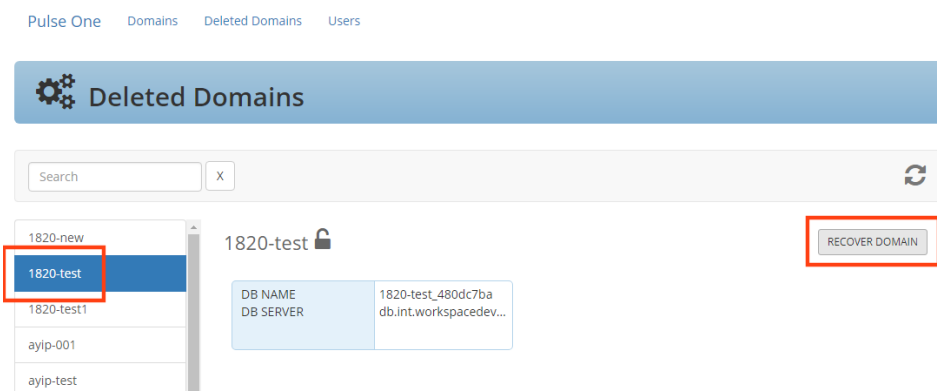 Pulse One Domains Deleted Domains Users
Deleted Domains
Search X
1820-new
1820-test
1820-test1
ayip-001
ayip-test
1820-test
RECOVER DOMAIN
DB NAME 1820-test_480dc7ba
DB SERVER db.int.workspacedev...